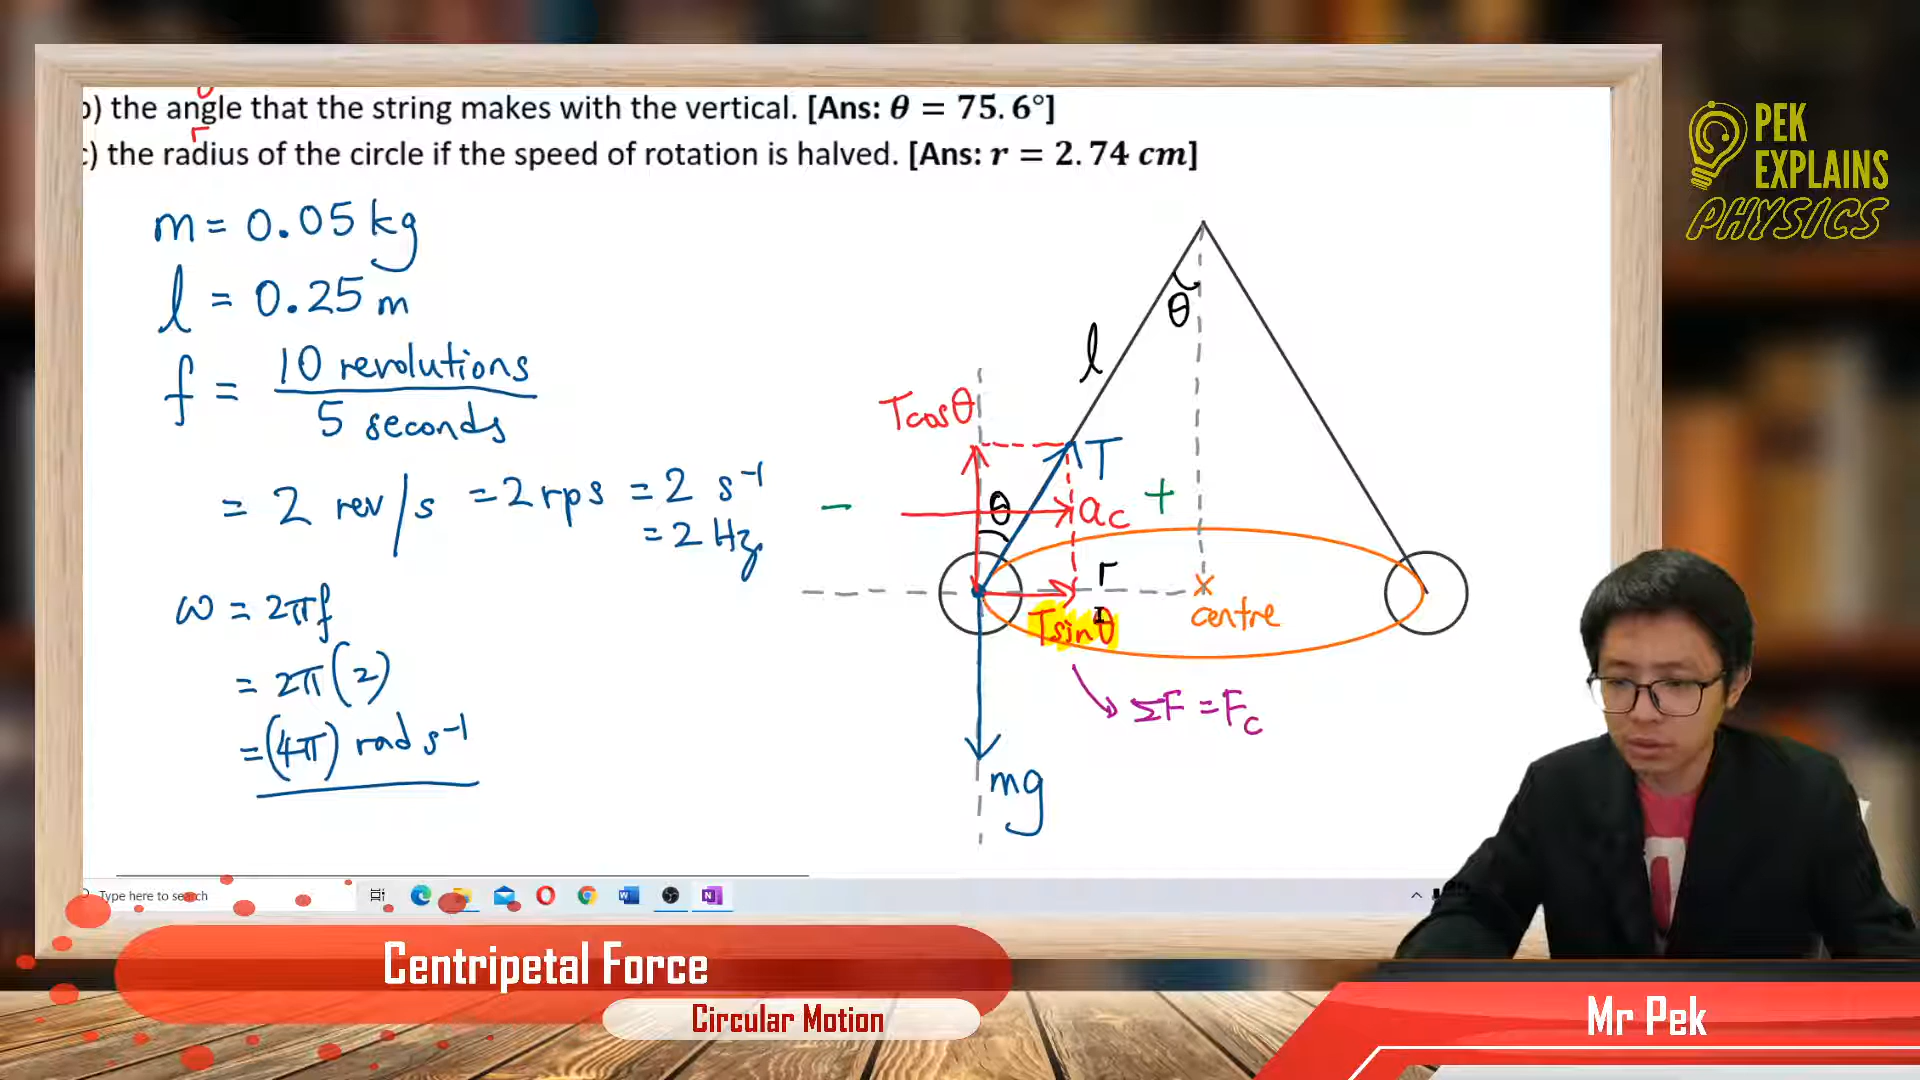 b) the angle that the string makes with the vertical. [Ans: θ = 75.6°]
c) the radius of the circle if the speed of rotation is halved. [Ans: r = 2.74 cm]
r
PEK
EXPLAINS
PHYSICS
m = 0.05 kg
l = 0.25 m
f = 10 revolutions / 5 seconds
= 2 rev/s = 2 rps = 2 s⁻¹
= 2 Hz
ω = 2πf
= 2π(2)
= (4π) rad s⁻¹
θ
l
Tcosθ
T
θ
a_c
+
−
r
Tsinθ
centre
ΣF = F_c
mg
Type here to search
Centripetal Force
Circular Motion
Mr Pek